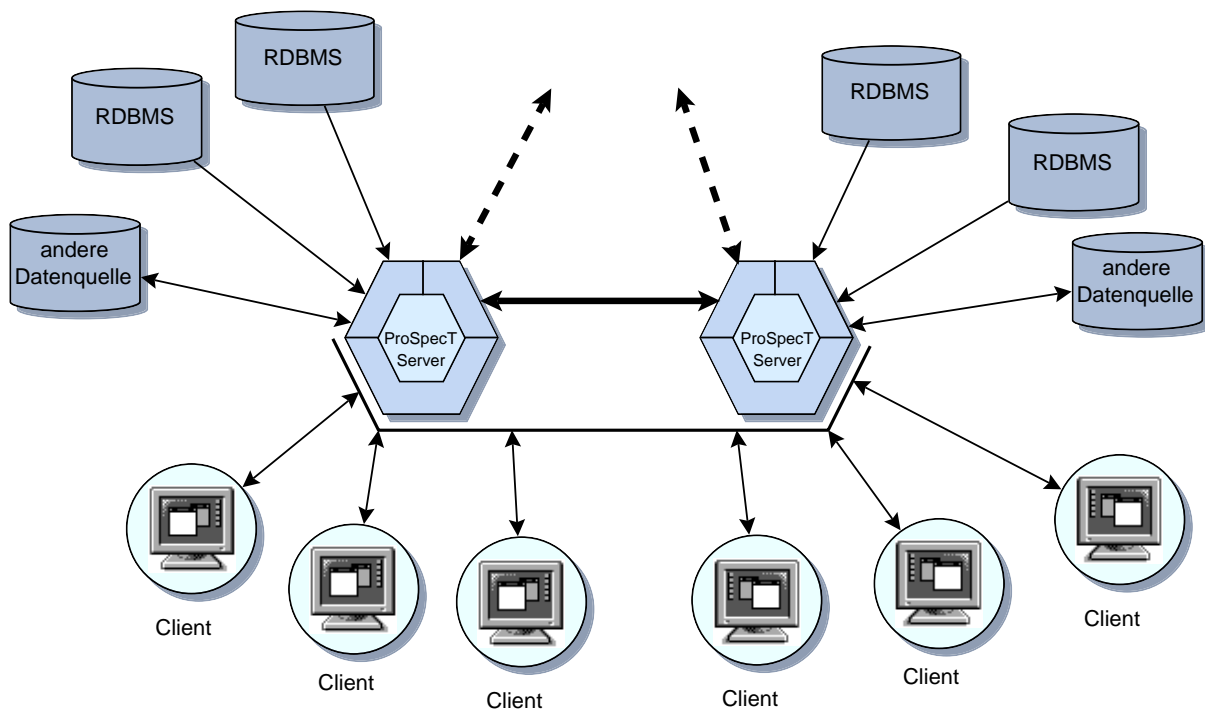 RDBMS
RDBMS
RDBMS
RDBMS
andere
Datenquelle
andere
Datenquelle
ProSpecT
Server
ProSpecT
Server
Client
Client
Client
Client
Client
Client